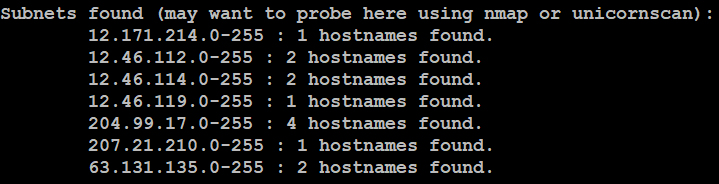 Subnets found (may want to probe here using nmap or unicornscan):
12.171.214.0-255 : 1 hostnames found.
12.46.112.0-255 : 2 hostnames found.
12.46.114.0-255 : 2 hostnames found.
12.46.119.0-255 : 1 hostnames found.
204.99.17.0-255 : 4 hostnames found.
207.21.210.0-255 : 1 hostnames found.
63.131.135.0-255 : 2 hostnames found.